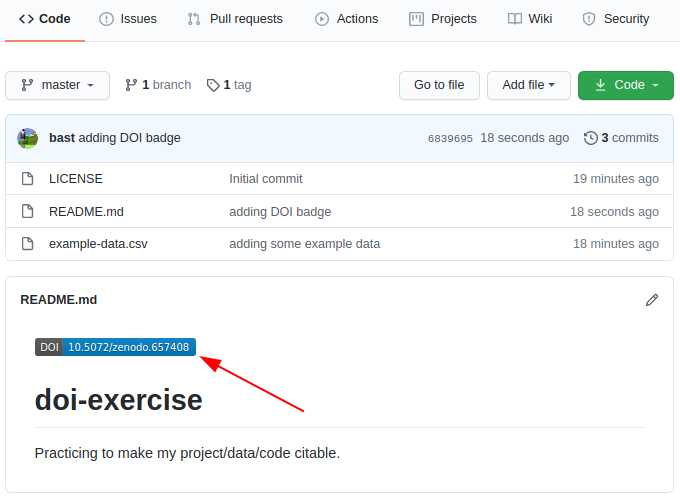 Code Issues Pull requests Actions Projects Wiki Security
master 1 branch 1 tag Go to file Add file Code
bast adding DOI badge 6839695 18 seconds ago 3 commits
LICENSE Initial commit 19 minutes ago
README.md adding DOI badge 18 seconds ago
example-data.csv adding some example data 18 minutes ago
README.md
DOI 10.5072/zenodo.657408
doi-exercise
Practicing to make my project/data/code citable.